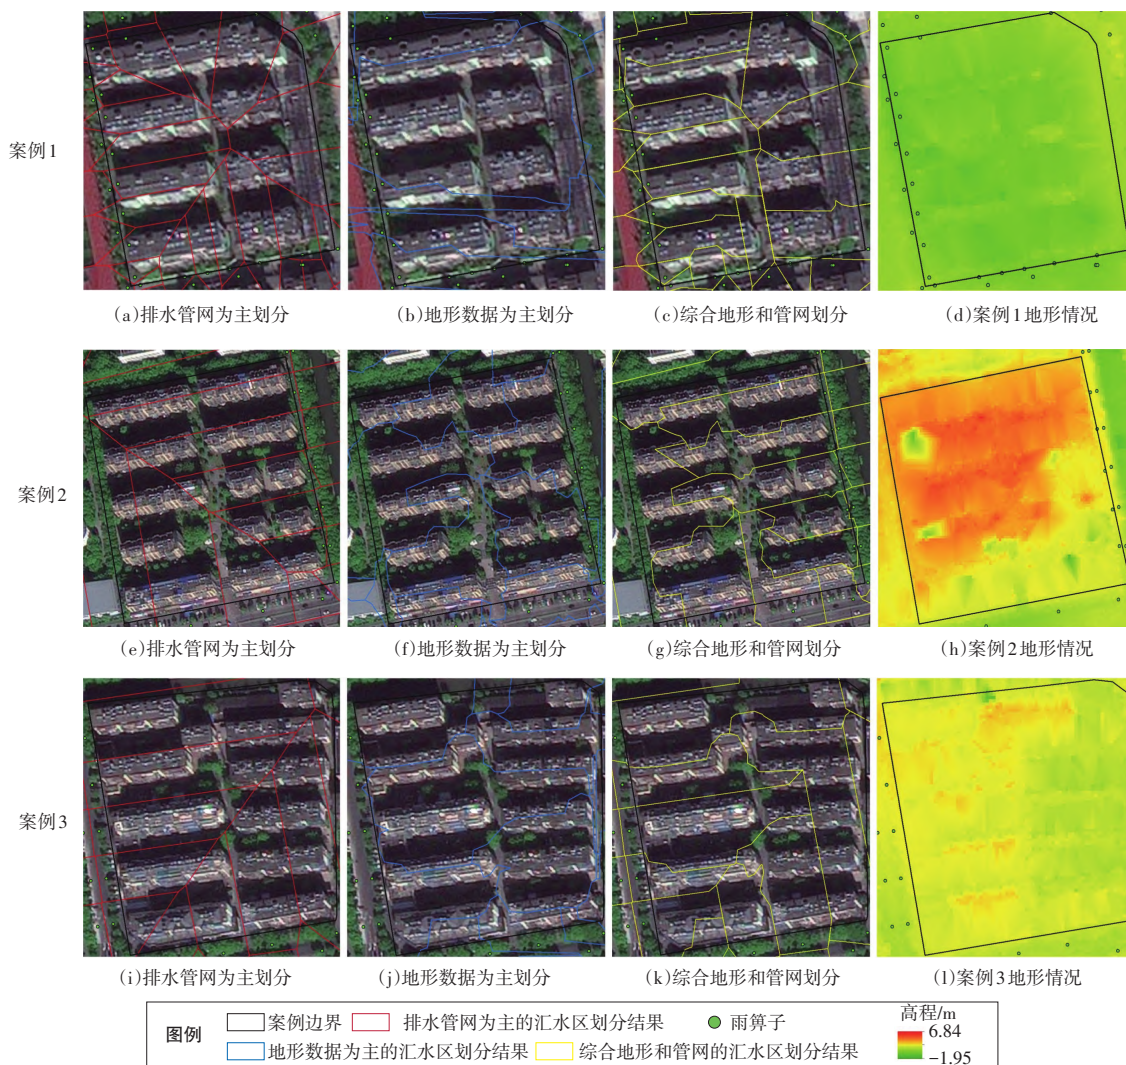 案例1
(a)排水管网为主划分
(b)地形数据为主划分
(c)综合地形和管网划分
(d)案例1地形情况
案例2
(e)排水管网为主划分
(f)地形数据为主划分
(g)综合地形和管网划分
(h)案例2地形情况
案例3
(i)排水管网为主划分
(j)地形数据为主划分
(k)综合地形和管网划分
(l)案例3地形情况
图例
案例边界
排水管网为主的汇水区划分结果
雨箅子
地形数据为主的汇水区划分结果
综合地形和管网的汇水区划分结果
高程/m
6.84
-1.95